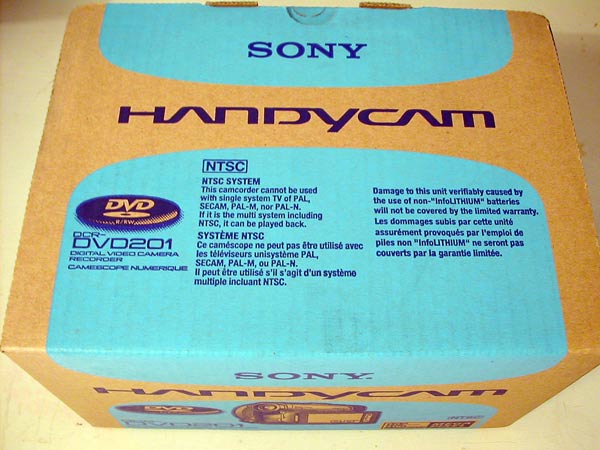 SONY
HANDYCAM
NTSC
NTSC SYSTEM
This camcorder cannot be used
with single system TV of PAL,
SECAM, PAL-M, nor PAL-N.
If it is the multi system including
NTSC, it can be played back.
SYSTÈME NTSC
Ce caméscope ne peut pas être utilisé avec
les téléviseurs unisystème PAL,
SECAM, PAL-M, ou PAL-N.
Il peut être utilisé s'il s'agit d'un système
multiple incluant NTSC.
DVD
R/RW
DCR-
DVD201
DIGITAL VIDEO CAMERA
RECORDER
CAMESCOPE NUMERIQUE
Damage to this unit verifiably caused by
the use of non-"InfoLITHIUM" batteries
will not be covered by the limited warranty.
Les dommages subis par cette unité
assurément provoqués par l'emploi de
piles non "InfoLITHIUM" ne seront pas
couverts par la garantie limitée.
SONY.
HANDYCAM
DVD
DVD201
NTSC